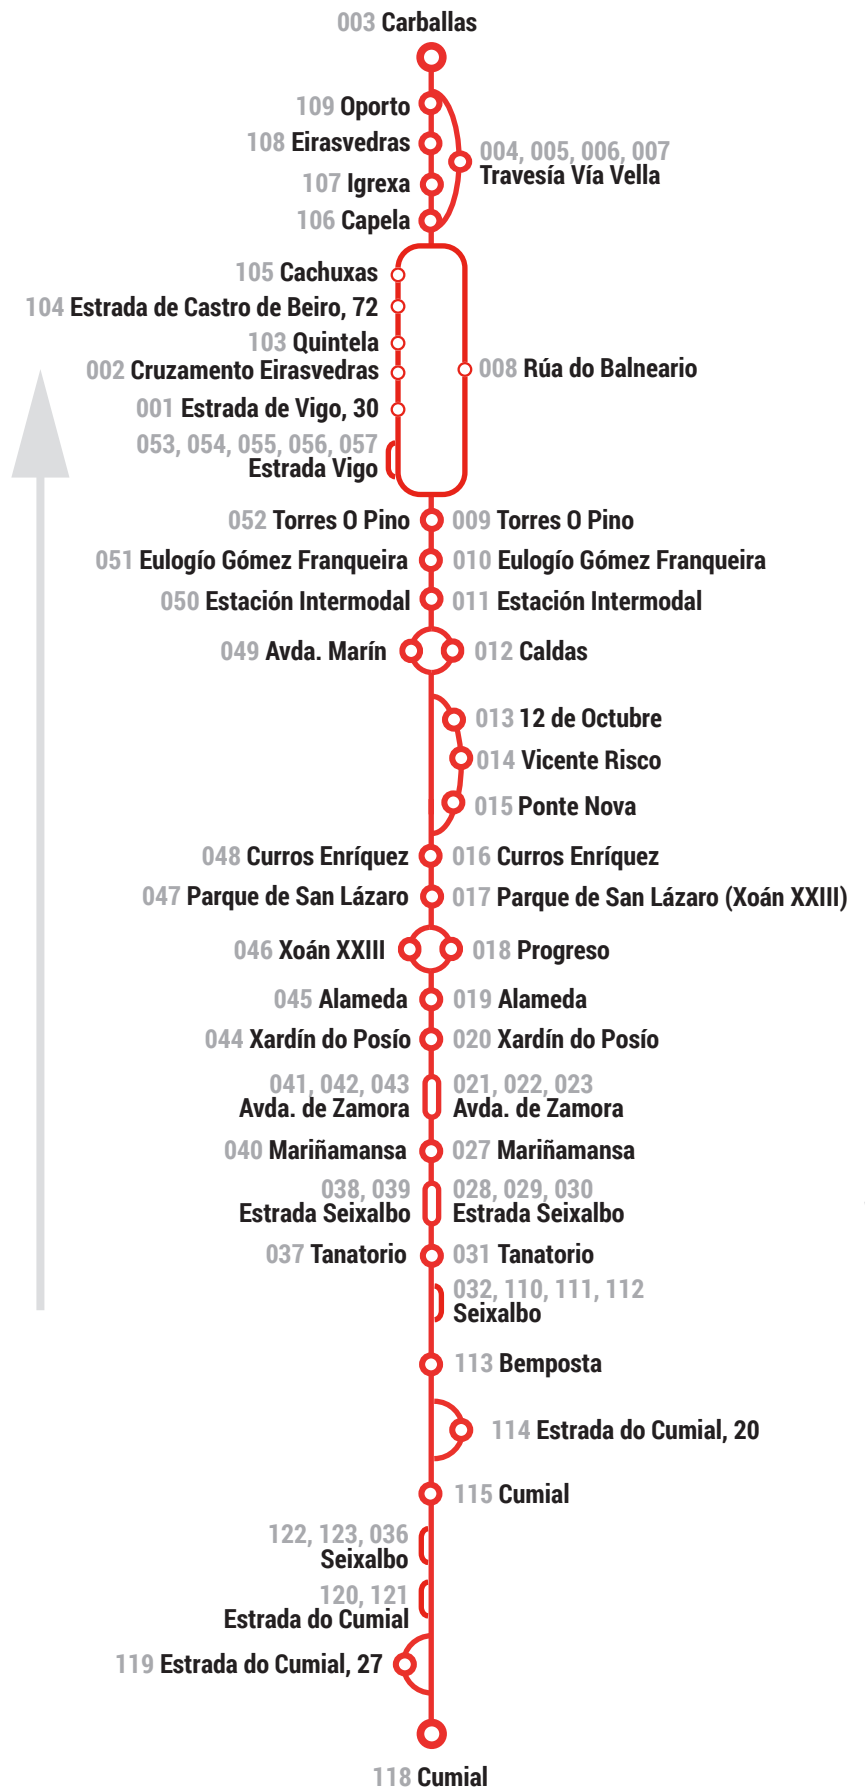 003 Carballas
109 Oporto
108 Eirasvedras
004, 005, 006, 007
Travesía Vía Vella
107 Igrexa
106 Capela
105 Cachuxas
104 Estrada de Castro de Beiro, 72
103 Quintela
002 Cruzamento Eirasvedras
008 Rúa do Balneario
001 Estrada de Vigo, 30
053, 054, 055, 056, 057
Estrada Vigo
052 Torres O Pino
009 Torres O Pino
051 Eulogío Gómez Franqueira
010 Eulogío Gómez Franqueira
050 Estación Intermodal
011 Estación Intermodal
049 Avda. Marín
012 Caldas
013 12 de Octubre
014 Vicente Risco
015 Ponte Nova
048 Curros Enríquez
016 Curros Enríquez
047 Parque de San Lázaro
017 Parque de San Lázaro (Xoán XXIII)
046 Xoán XXIII
018 Progreso
045 Alameda
019 Alameda
044 Xardín do Posío
020 Xardín do Posío
041, 042, 043
Avda. de Zamora
021, 022, 023
Avda. de Zamora
040 Mariñamansa
027 Mariñamansa
038, 039
Estrada Seixalbo
028, 029, 030
Estrada Seixalbo
037 Tanatorio
031 Tanatorio
032, 110, 111, 112
Seixalbo
113 Bemposta
114 Estrada do Cumial, 20
115 Cumial
122, 123, 036
Seixalbo
120, 121
Estrada do Cumial
119 Estrada do Cumial, 27
118 Cumial